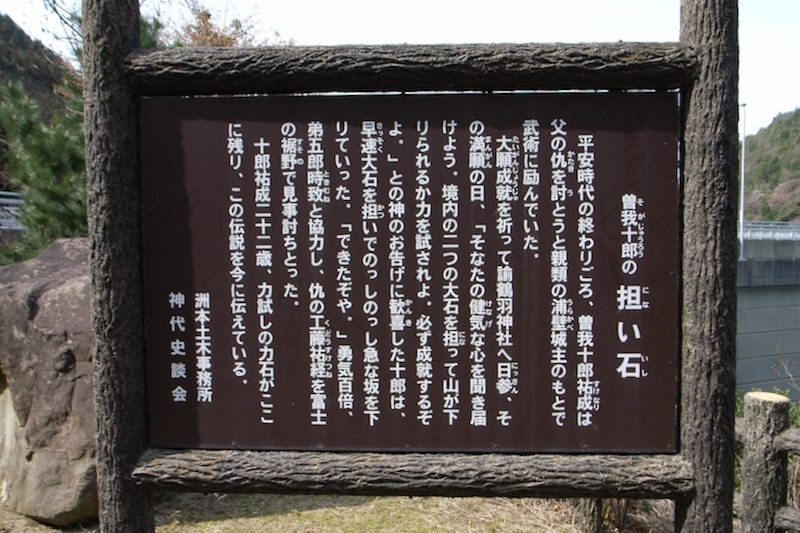 曽我十郎の 担い石
平安時代の終わりごろ、曽我十郎祐成は
父の仇を討とうと親類の浦壁城主のもとで
武術に励んでいた。
大願成就を祈って諭鶴羽神社へ日参、そ
の満願の日、「そなたの健気な心を聞き届
けよう。境内の二つの大石を担って山が下
りられるか力を試されよ。必ず成就するぞ
よ。」との神のお告げに歓喜した十郎は、
早速大石を担いでのっしのっし急な坂を下
りていった。「できたぞや。」勇気百倍、
弟五郎時致と協力し、仇の工藤祐経を富士
の裾野で見事討ちとった。
十郎祐成二十二歳、力試しの力石がここ
に残り、この伝説を今に伝えている。
洲本土木事務所
神代史談会